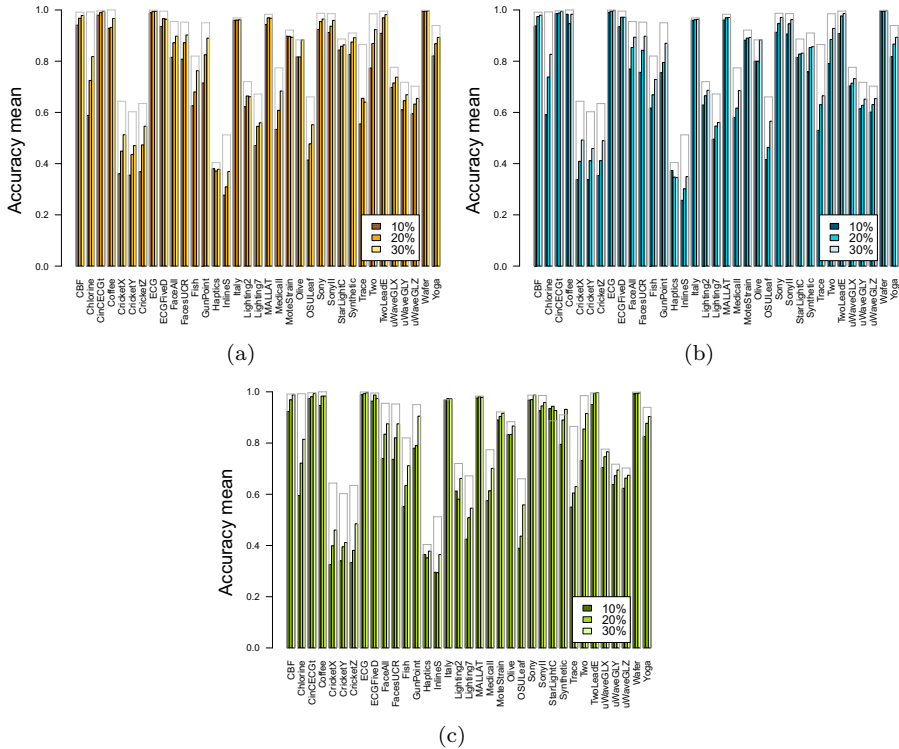 Accuracy mean
1.0
0.8
0.6
0.4
0.2
0.0
10%
20%
30%
CBF
Chlorine
CinCECGt
Coffee
CricketX
CricketY
CricketZ
ECG
ECGFiveD
FaceAll
FacesUCR
Fish
GunPoint
Haptics
InlineS
Italy
Lighting2
Lighting7
MALLAT
Medicall
MoteStrain
Olive
OSULeaf
Sony
SonyII
StarLightC
Synthetic
Trace
Two
TwoLeadE
uWaveGLX
uWaveGLY
uWaveGLZ
Wafer
Yoga
(a)
Accuracy mean
1.0
0.8
0.6
0.4
0.2
0.0
10%
20%
30%
CBF
Chlorine
CinCECGt
Coffee
CricketX
CricketY
CricketZ
ECG
ECGFiveD
FaceAll
FacesUCR
Fish
GunPoint
Haptics
InlineS
Italy
Lighting2
Lighting7
MALLAT
Medicall
MoteStrain
Olive
OSULeaf
Sony
SonyII
StarLightC
Synthetic
Trace
Two
TwoLeadE
uWaveGLX
uWaveGLY
uWaveGLZ
Wafer
Yoga
(b)
Accuracy mean
1.0
0.8
0.6
0.4
0.2
0.0
10%
20%
30%
CBF
Chlorine
CinCECGt
Coffee
CricketX
CricketY
CricketZ
ECG
ECGFiveD
FaceAll
FacesUCR
Fish
GunPoint
Haptics
InlineS
Italy
Lighting2
Lighting7
MALLAT
Medicall
MoteStrain
Olive
OSULeaf
Sony
SonyII
StarLightC
Synthetic
Trace
Two
TwoLeadE
uWaveGLX
uWaveGLY
uWaveGLZ
Wafer
Yoga
(c)